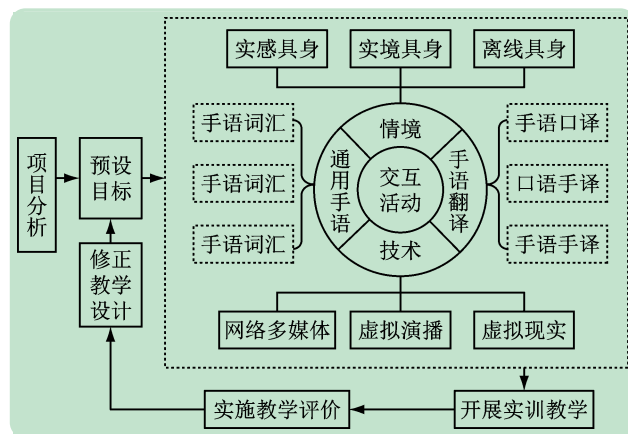 实感具身
实境具身
离线具身
手语词汇
手语词汇
手语词汇
情境
通用手语
交互
活动
手语翻译
技术
手语口译
口语手译
手语手译
项目分析
预设
目标
修正
教学
设计
网络多媒体
虚拟演播
虚拟现实
实施教学评价
开展实训教学